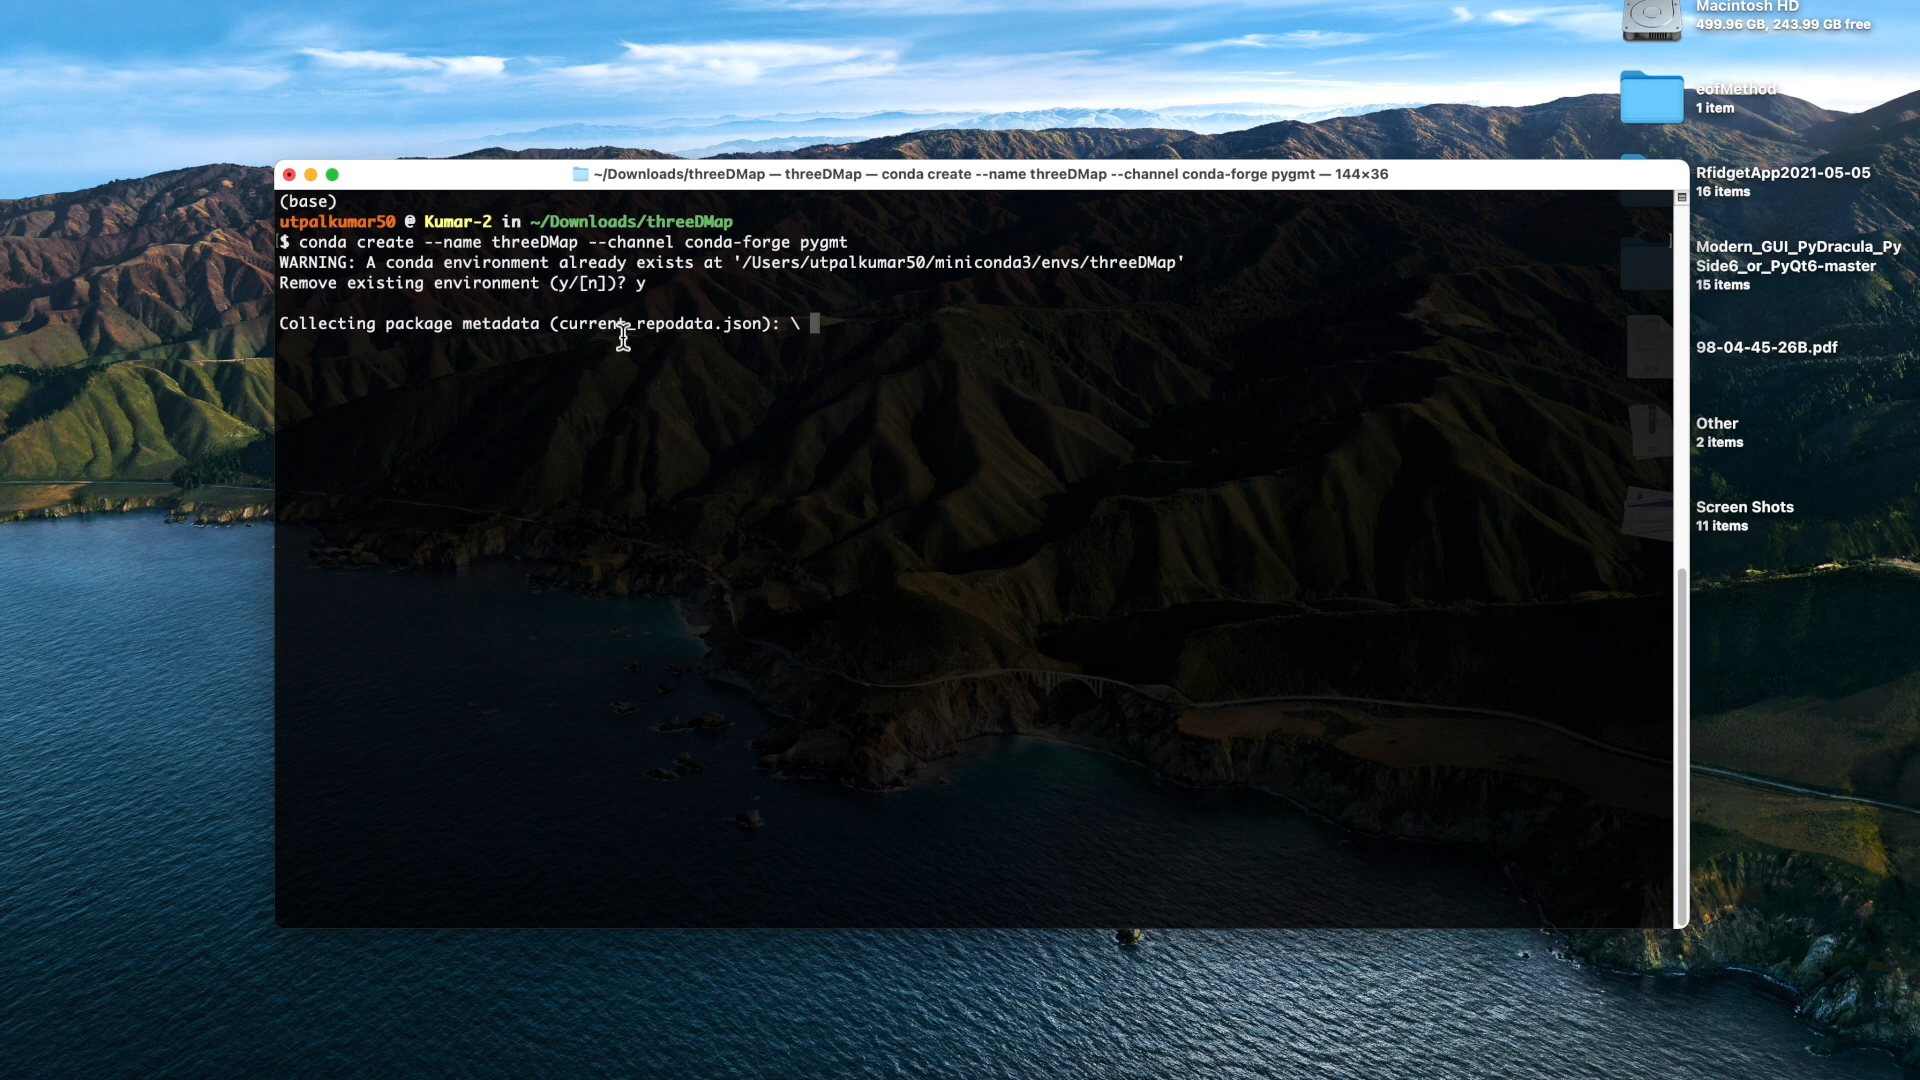 Macintosh HD
499.96 GB, 243.99 GB free
eofMethod
1 item
~/Downloads/threeDMap — threeDMap — conda create --name threeDMap --channel conda-forge pygmt — 144×36
(base)
utpalkumar50 @ Kumar-2 in ~/Downloads/threeDMap
[$ conda create --name threeDMap --channel conda-forge pygmt ]
WARNING: A conda environment already exists at '/Users/utpalkumar50/miniconda3/envs/threeDMap'
Remove existing environment (y/[n])? y
Collecting package metadata (current_repodata.json): \
RfidgetApp2021-05-05
16 items
Modern_GUI_PyDracula_Py
Side6_or_PyQt6-master
15 items
98-04-45-26B.pdf
PDF
Other
2 items
Screen Shots
11 items